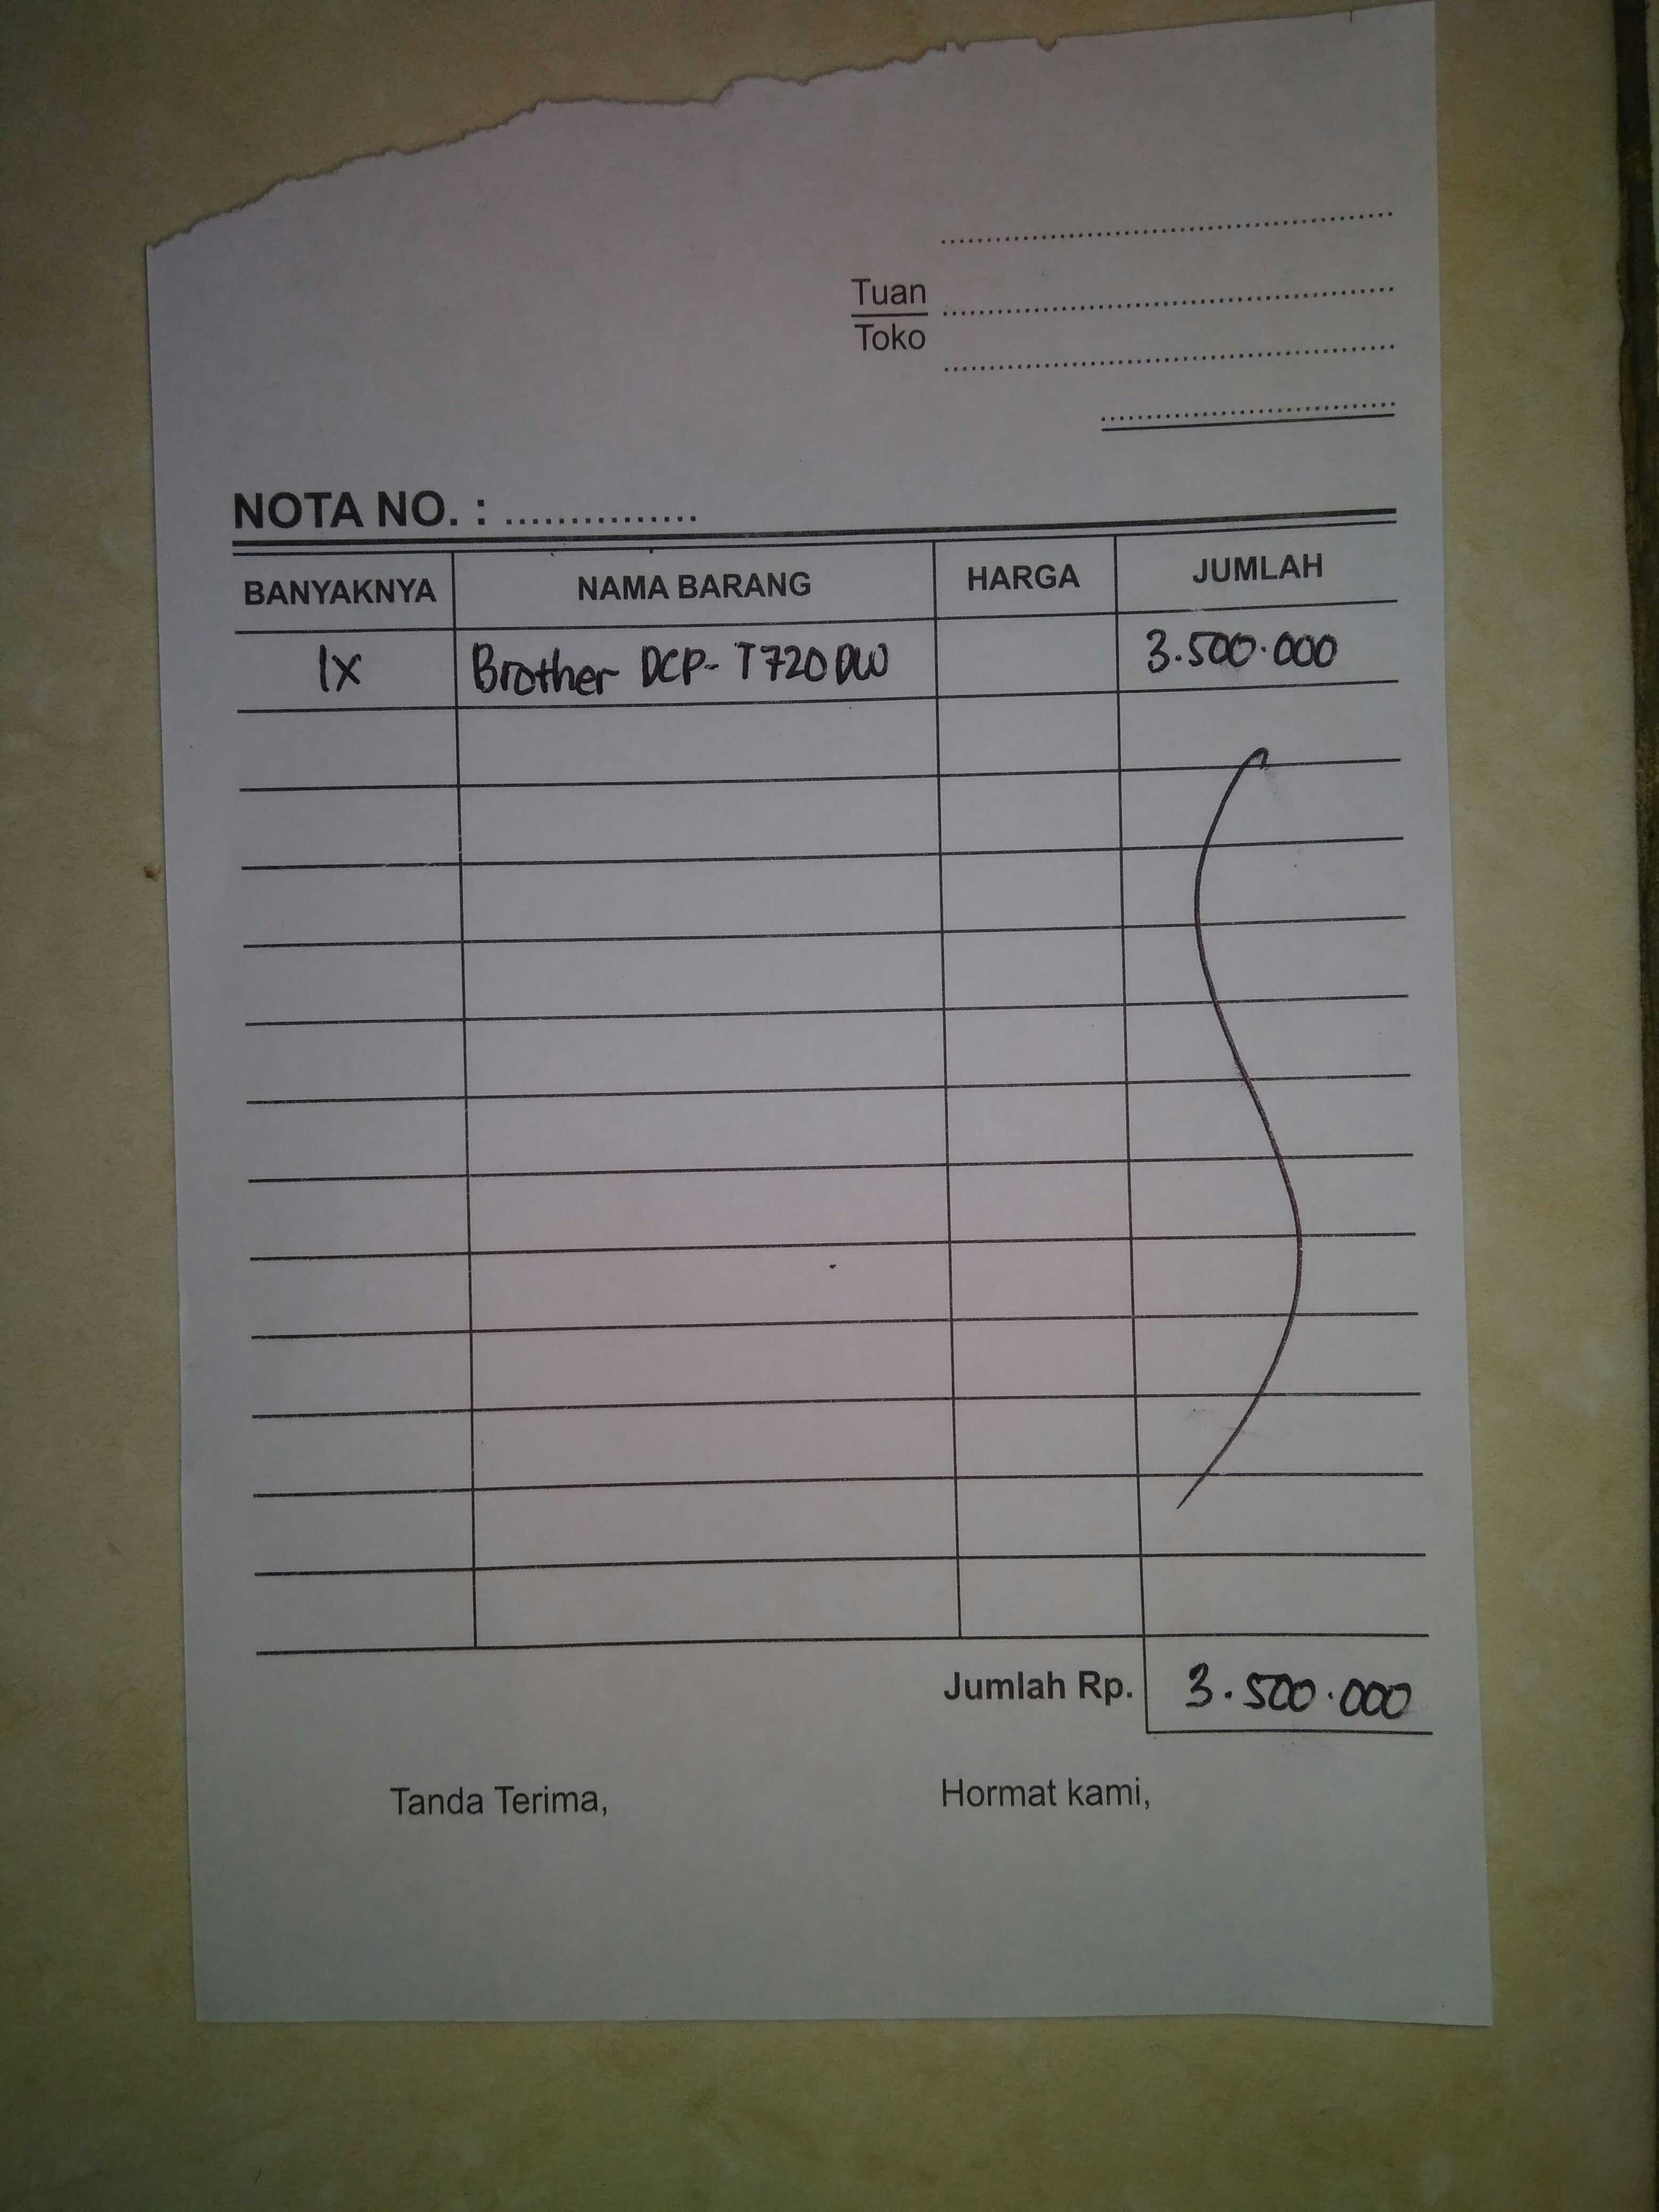 Tuan
Toko
NOTA NO. : ...............
BANYAKNYA NAMA BARANG HARGA JUMLAH
1x Brother DCP-T720DW 3.500.000
Jumlah Rp. 3.500.000
Tanda Terima, Hormat kami,